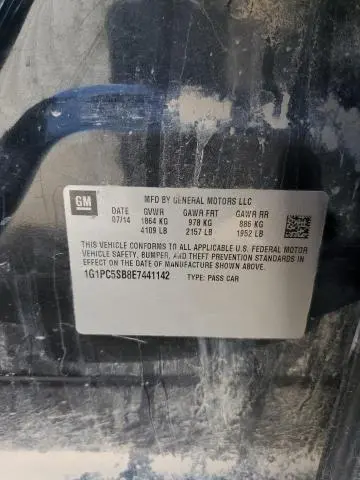 GM
MFD BY GENERAL MOTORS LLC
DATE GVWR GAWR FRT GAWR RR
07/14 1864 KG 978 KG 886 KG
4109 LB 2157 LB 1952 LB
THIS VEHICLE CONFORMS TO ALL APPLICABLE U.S. FEDERAL MOTOR
VEHICLE SAFETY, BUMPER, AND THEFT PREVENTION STANDARDS
IN EFFECT ON THE DATE OF MANUFACTURE SHOWN ABOVE.
1G1PC5SB8E7441142 TYPE: PASS CAR